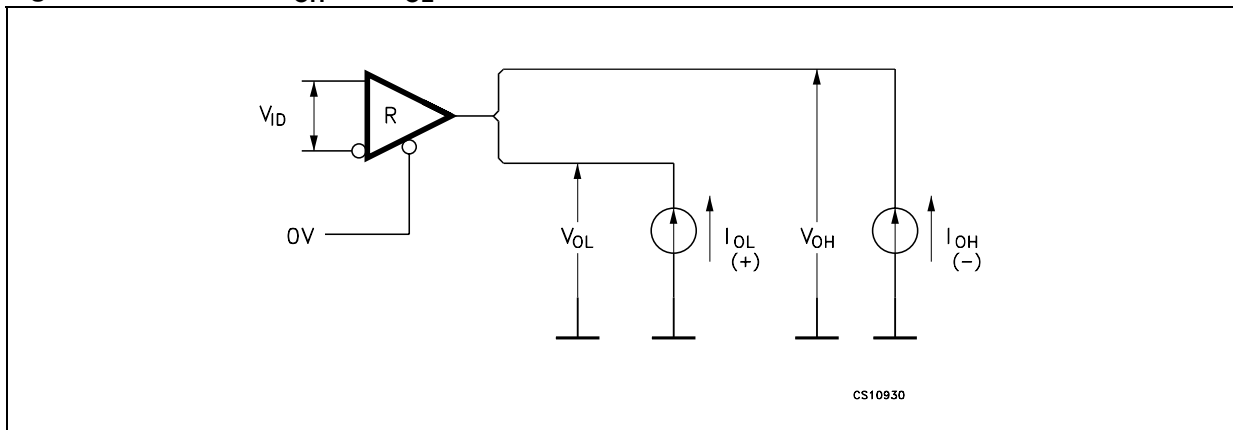 V_ID
R
0V
V_OL
I_OL
(+)
V_OH
I_OH
(−)
CS10930